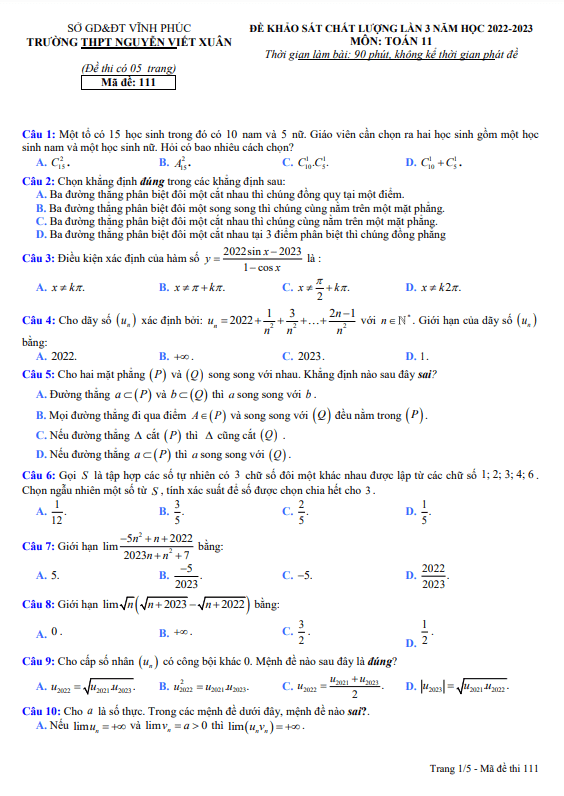 SỞ GD&ĐT VĨNH PHÚC
TRƯỜNG THPT NGUYỄN VIẾT XUÂN
(Đề thi có 05 trang)
Mã đề: 111
ĐỀ KHẢO SÁT CHẤT LƯỢNG LẦN 3 NĂM HỌC 2022-2023
MÔN: TOÁN 11
Thời gian làm bài: 90 phút, không kể thời gian phát đề
Câu 1: Một tổ có 15 học sinh trong đó có 10 nam và 5 nữ. Giáo viên cần chọn ra hai học sinh gồm một học
sinh nam và một học sinh nữ. Hỏi có bao nhiêu cách chọn?
A. $C_{15}^2$. B. $A_{15}^2$. C. $C_{10}^1.C_5^1$. D. $C_{10}^1+C_5^1$.
Câu 2: Chọn khẳng định đúng trong các khẳng định sau:
A. Ba đường thẳng phân biệt đôi một cắt nhau thì chúng đồng quy tại một điểm.
B. Ba đường thẳng phân biệt đôi một song song thì chúng cùng nằm trên một mặt phẳng.
C. Ba đường thẳng phân biệt đôi một cắt nhau thì chúng cùng nằm trên một mặt phẳng.
D. Ba đường thẳng phân biệt đôi một cắt nhau tại 3 điểm phân biệt thì chúng đồng phẳng
Câu 3: Điều kiện xác định của hàm số $y=\frac{2022\sin x-2023}{1-\cos x}$ là :
A. $x\neq k\pi$. B. $x\neq\pi+k\pi$. C. $x\neq\frac{\pi}{2}+k\pi$. D. $x\neq k2\pi$.
Câu 4: Cho dãy số $(u_n)$ xác định bởi: $u_n=2022+\frac{1}{n^2}+\frac{3}{n^2}+...+\frac{2n-1}{n^2}$ với $n\in\mathbb{N}^*$. Giới hạn của dãy số $(u_n)$
bằng:
A. 2022. B. $+\infty$. C. 2023. D. 1.
Câu 5: Cho hai mặt phẳng $(P)$ và $(Q)$ song song với nhau. Khẳng định nào sau đây sai?
A. Đường thẳng $a\subset(P)$ và $b\subset(Q)$ thì a song song với b.
B. Mọi đường thẳng đi qua điểm $A\in(P)$ và song song với $(Q)$ đều nằm trong $(P)$.
C. Nếu đường thẳng $\Delta$ cắt $(P)$ thì $\Delta$ cũng cắt $(Q)$.
D. Nếu đường thẳng $a\subset(P)$ thì a song song với $(Q)$.
Câu 6: Gọi S là tập hợp các số tự nhiên có 3 chữ số đôi một khác nhau được lập từ các chữ số 1; 2; 3; 4; 6.
Chọn ngẫu nhiên một số từ S, tính xác suất để số được chọn chia hết cho 3.
A. $\frac{1}{12}$. B. $\frac{3}{5}$. C. $\frac{2}{5}$. D. $\frac{1}{5}$.
Câu 7: Giới hạn $\lim\frac{-5n^2+n+2022}{2023n+n^2+7}$ bằng:
A. 5. B. $\frac{-5}{2023}$. C. −5. D. $\frac{2022}{2023}$.
Câu 8: Giới hạn $\lim\sqrt{n}(\sqrt{n+2023}-\sqrt{n+2022})$ bằng:
A. 0. B. $+\infty$. C. $\frac{3}{2}$. D. $\frac{1}{2}$.
Câu 9: Cho cấp số nhân $(u_n)$ có công bội khác 0. Mệnh đề nào sau đây là đúng?
A. $u_{2022}=\sqrt{u_{2021}.u_{2023}}$. B. $u_{2022}^2=u_{2021}.u_{2023}$. C. $u_{2022}=\frac{u_{2021}+u_{2023}}{2}$. D. $|u_{2023}|=\sqrt{u_{2021}.u_{2022}}$.
Câu 10: Cho a là số thực. Trong các mệnh đề dưới đây, mệnh đề nào sai?.
A. Nếu $\lim u_n=+\infty$ và $\lim v_n=a>0$ thì $\lim(u_nv_n)=+\infty$.
Trang 1/5 - Mã đề thi 111